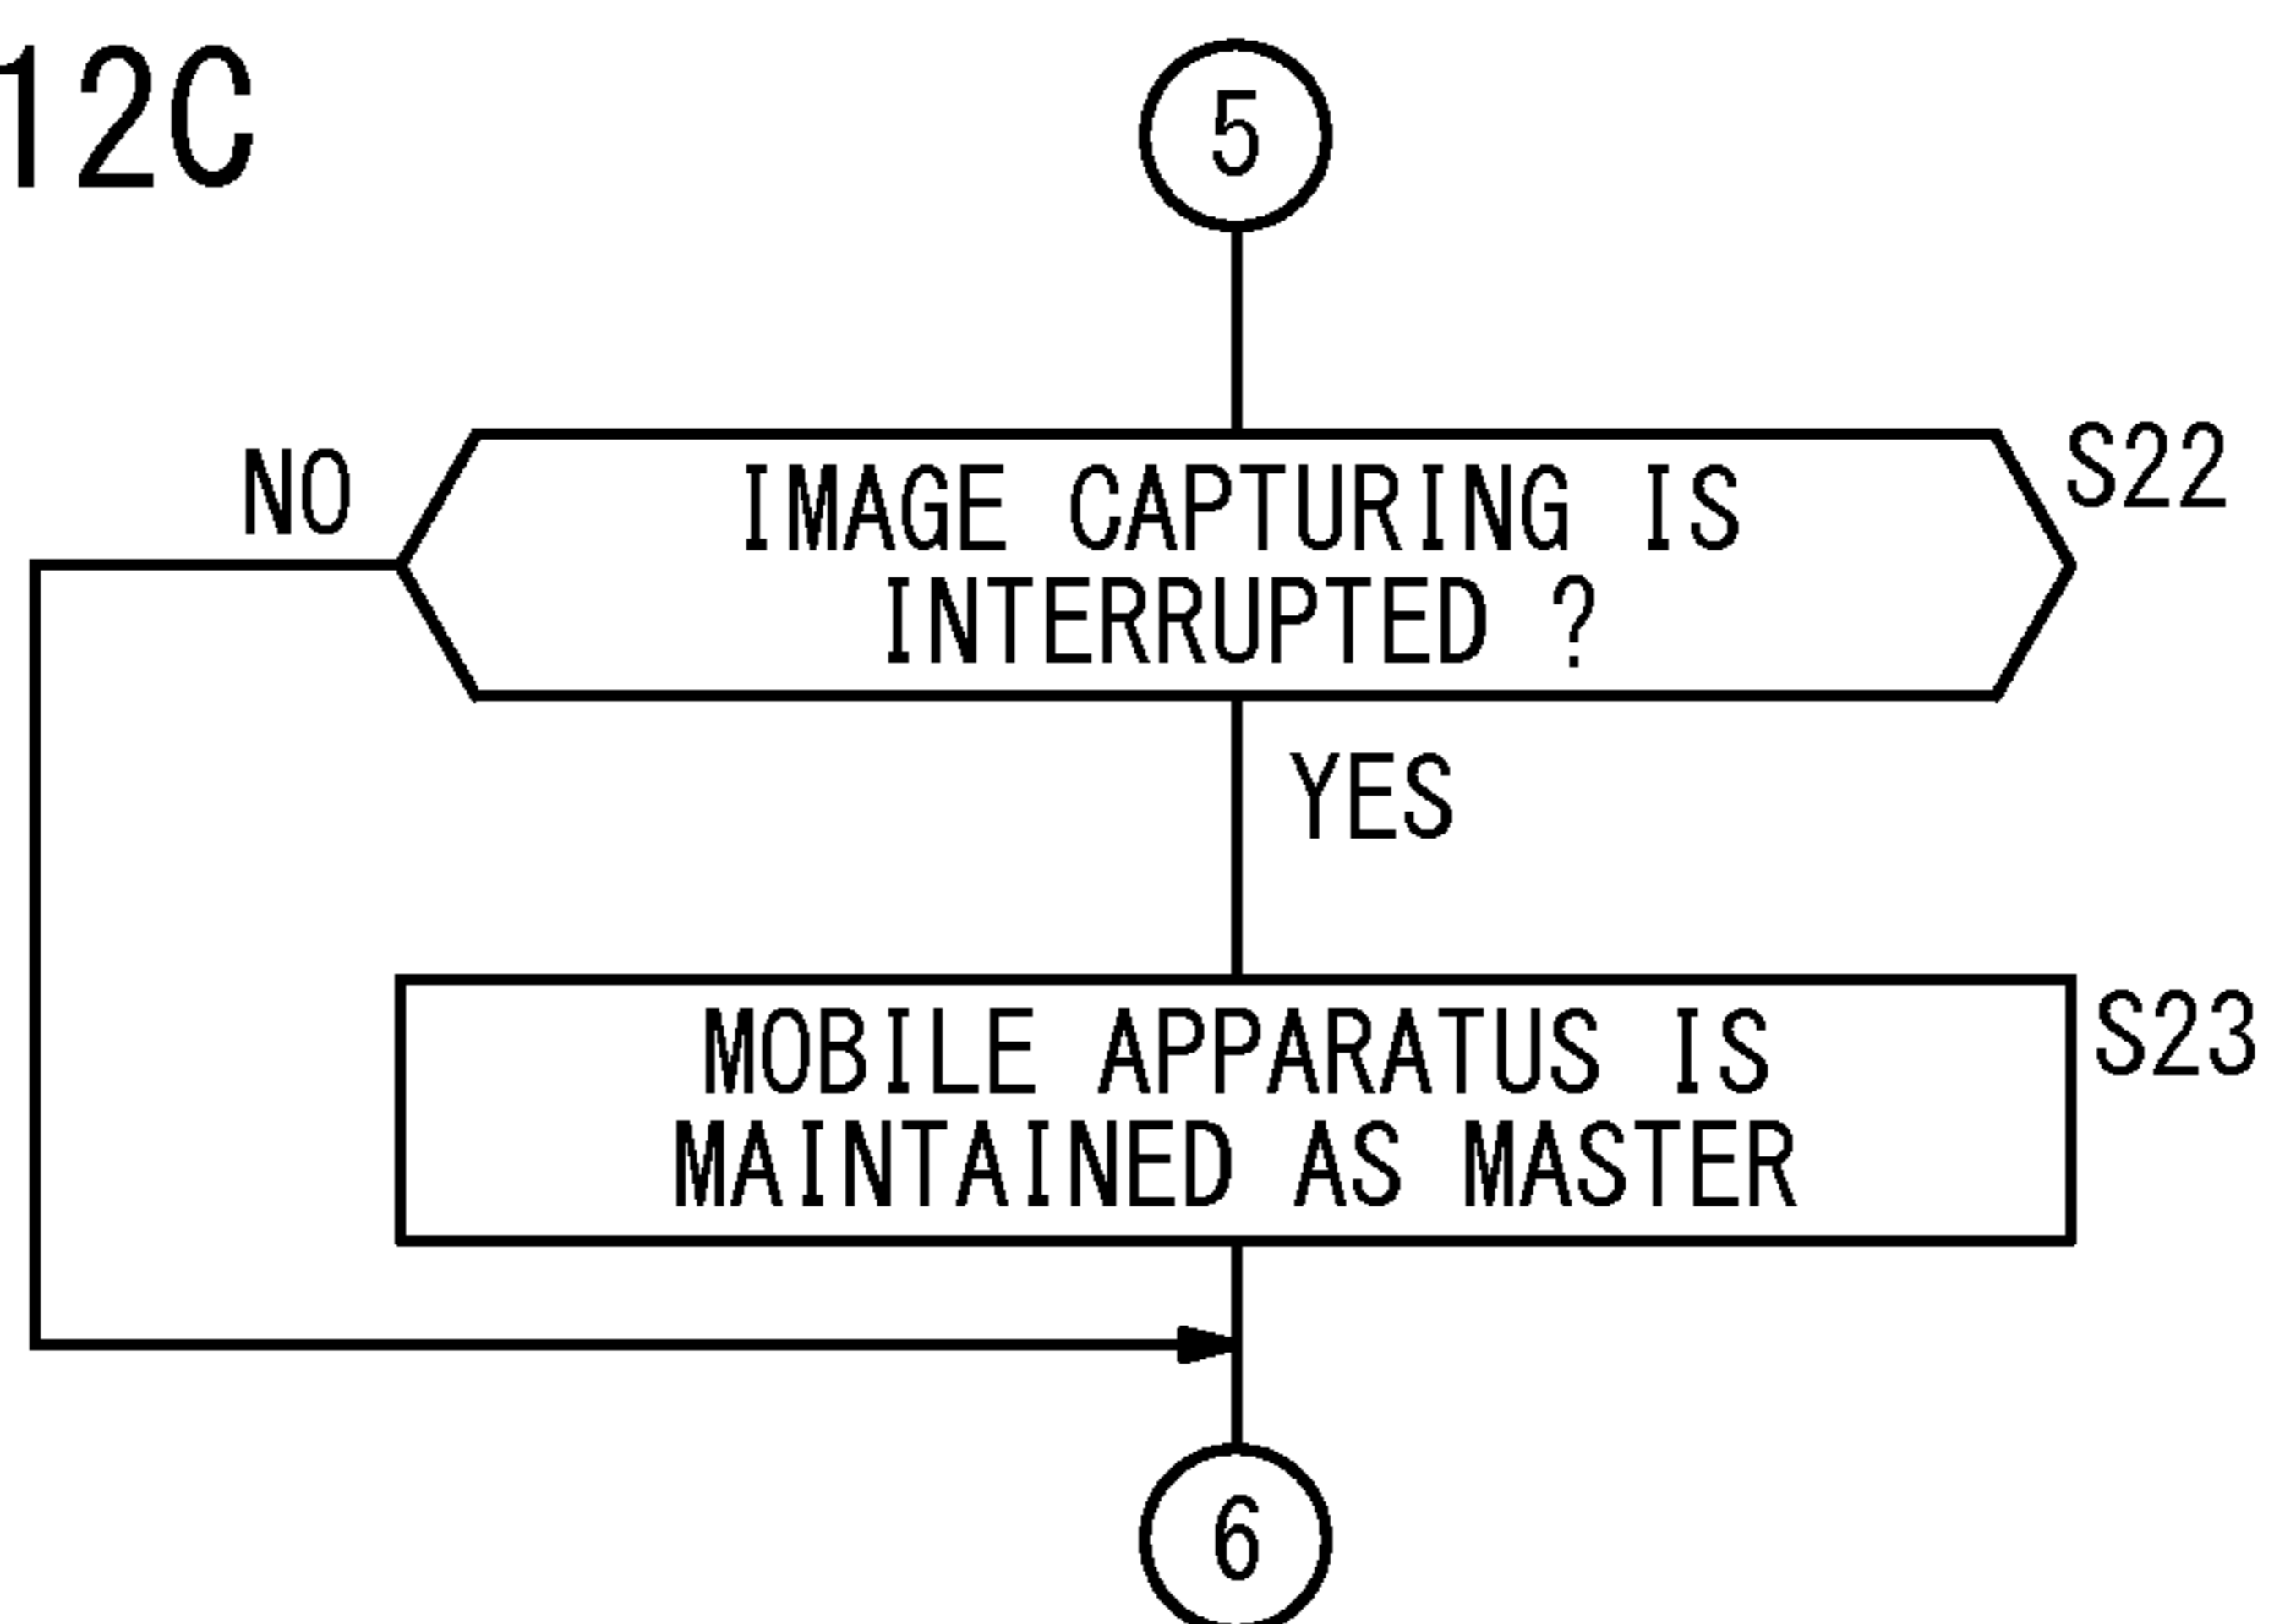 12C
5
NO
IMAGE CAPTURING IS
INTERRUPTED ?
S22
YES
MOBILE APPARATUS IS
MAINTAINED AS MASTER
S23
6